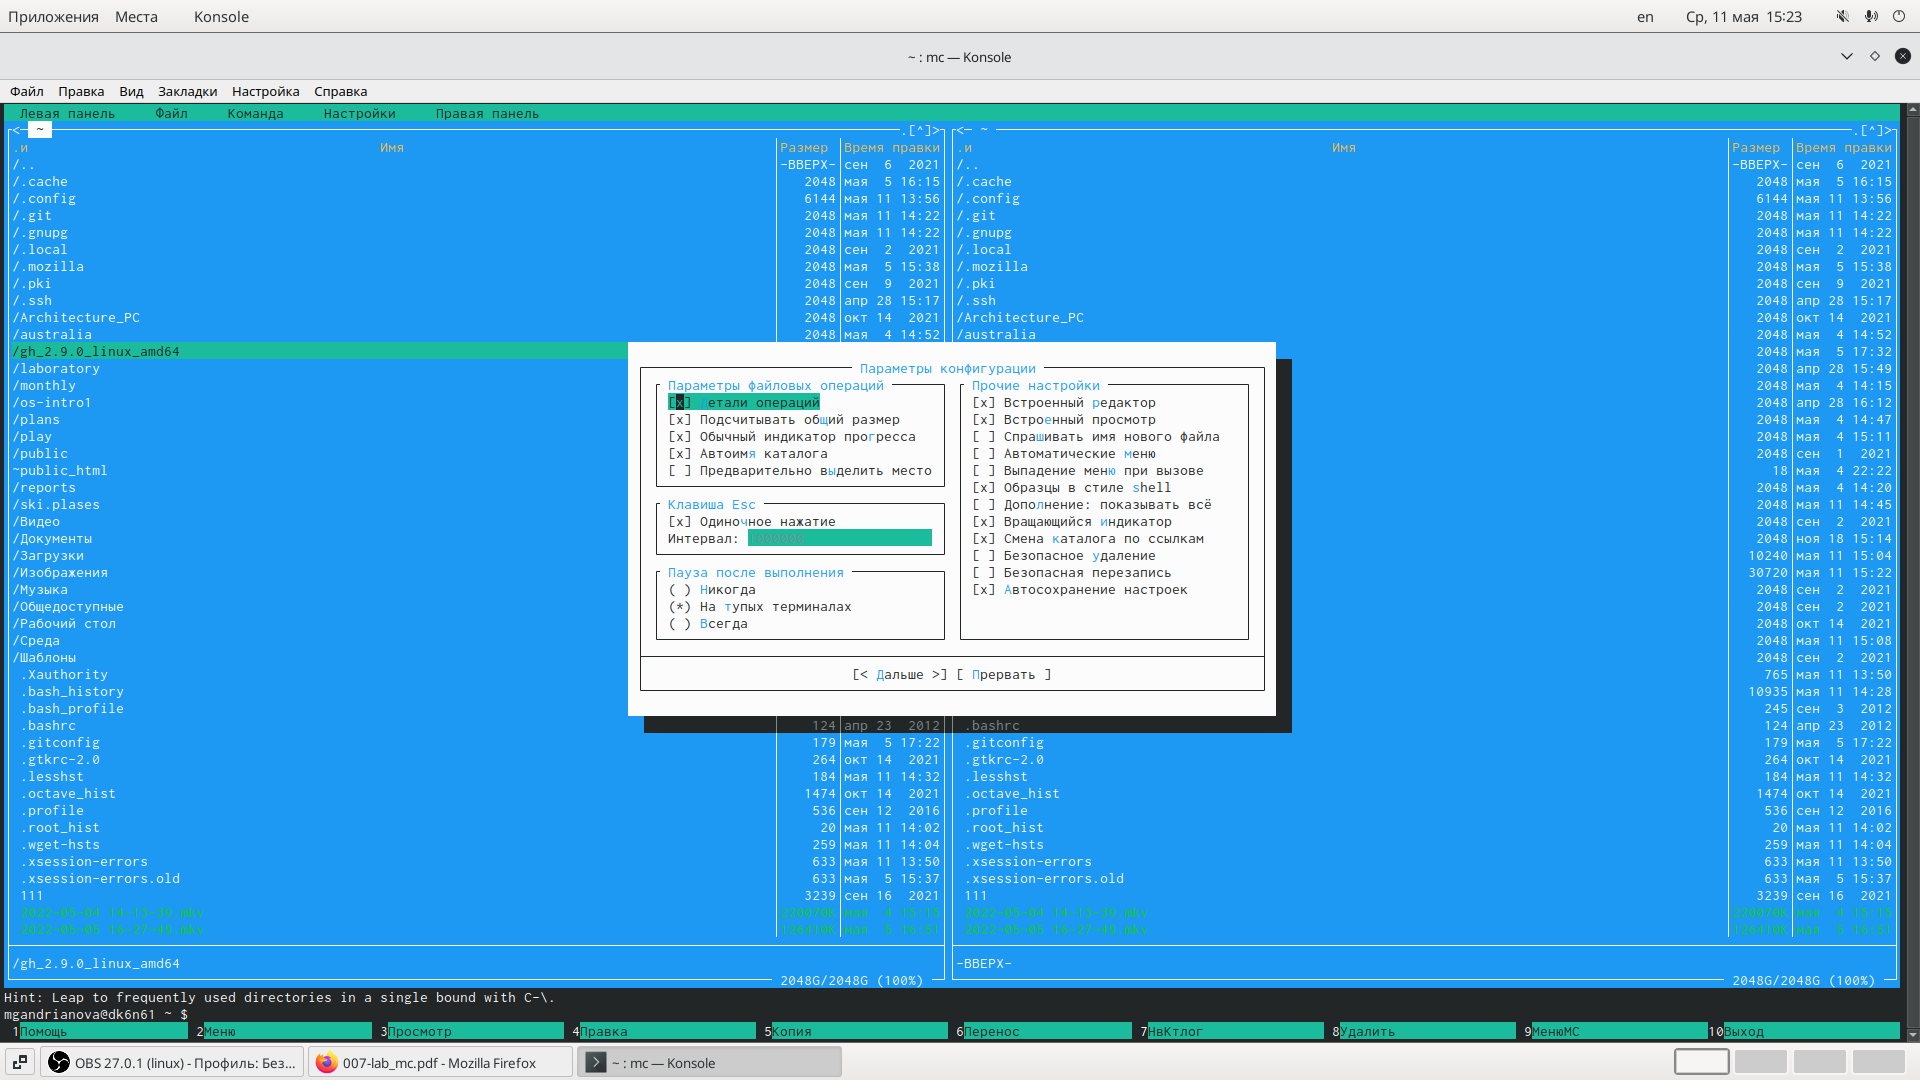 Приложения Места Konsole en Ср, 11 мая 15:23
~ : mc — Konsole
Файл Правка Вид Закладки Настройка Справка
Левая панель Файл Команда Настройки Правая панель
<─ ~ .[^]> <─ ~ .[^]>
.и Имя Размер Время правки .и Имя Размер Время правки
/.. -ВВЕРХ- сен 6 2021 /.. -ВВЕРХ- сен 6 2021
/.cache 2048 мая 5 16:15 /.cache 2048 мая 5 16:15
/.config 6144 мая 11 13:56 /.config 6144 мая 11 13:56
/.git 2048 мая 11 14:22 /.git 2048 мая 11 14:22
/.gnupg 2048 мая 11 14:22 /.gnupg 2048 мая 11 14:22
/.local 2048 сен 2 2021 /.local 2048 сен 2 2021
/.mozilla 2048 мая 5 15:38 /.mozilla 2048 мая 5 15:38
/.pki 2048 сен 9 2021 /.pki 2048 сен 9 2021
/.ssh 2048 апр 28 15:17 /.ssh 2048 апр 28 15:17
/Architecture_PC 2048 окт 14 2021 /Architecture_PC 2048 окт 14 2021
/australia 2048 мая 4 14:52 /australia 2048 мая 4 14:52
/gh_2.9.0_linux_amd64 2048 мая 5 17:32
/laboratory Параметры конфигурации 2048 апр 28 15:49
/monthly Параметры файловых операций Прочие настройки 2048 мая 4 14:15
/os-intro1 [x] Детали операций [x] Встроенный редактор 2048 апр 28 16:12
/plans [x] Подсчитывать общий размер [x] Встроенный просмотр 2048 мая 4 14:47
/play [x] Обычный индикатор прогресса [ ] Спрашивать имя нового файла 2048 мая 4 15:11
/public [x] Автоимя каталога [ ] Автоматические меню 2048 сен 1 2021
~public_html [ ] Предварительно выделить место [ ] Выпадение меню при вызове 18 мая 4 22:22
/reports [x] Образцы в стиле shell 2048 мая 4 14:20
/ski.plases Клавиша Esc [ ] Дополнение: показывать всё 2048 мая 11 14:45
/Видео [x] Одиночное нажатие [x] Вращающийся индикатор 2048 сен 2 2021
/Документы Интервал: 1000000 [x] Смена каталога по ссылкам 2048 ноя 18 15:14
/Загрузки [ ] Безопасное удаление 10240 мая 11 15:04
/Изображения Пауза после выполнения [ ] Безопасная перезапись 30720 мая 11 15:22
/Музыка ( ) Никогда [x] Автосохранение настроек 2048 сен 2 2021
/Общедоступные (*) На тупых терминалах 2048 сен 2 2021
/Рабочий стол ( ) Всегда 2048 окт 14 2021
/Среда 2048 мая 11 15:08
/Шаблоны 2048 сен 2 2021
.Xauthority [< Дальше >] [ Прервать ] 765 мая 11 13:50
.bash_history 10935 мая 11 14:28
.bash_profile 245 сен 3 2012
.bashrc 124 апр 23 2012 .bashrc 124 апр 23 2012
.gitconfig 179 мая 5 17:22 .gitconfig 179 мая 5 17:22
.gtkrc-2.0 264 окт 14 2021 .gtkrc-2.0 264 окт 14 2021
.lesshst 184 мая 11 14:32 .lesshst 184 мая 11 14:32
.octave_hist 1474 окт 14 2021 .octave_hist 1474 окт 14 2021
.profile 536 сен 12 2016 .profile 536 сен 12 2016
.root_hist 20 мая 11 14:02 .root_hist 20 мая 11 14:02
.wget-hsts 259 мая 11 14:04 .wget-hsts 259 мая 11 14:04
.xsession-errors 633 мая 11 13:50 .xsession-errors 633 мая 11 13:50
.xsession-errors.old 633 мая 5 15:37 .xsession-errors.old 633 мая 5 15:37
111 3239 сен 16 2021 111 3239 сен 16 2021
/gh_2.9.0_linux_amd64 -ВВЕРХ-
2048G/2048G (100%) 2048G/2048G (100%)
Hint: Leap to frequently used directories in a single bound with C-\.
mgandrianova@dk6n61 ~ $
1Помощь 2Меню 3Просмотр 4Правка 5Копия 6Перенос 7НвКтлог 8Удалить 9МенюМС 10Выход
OBS 27.0.1 (linux) - Профиль: Без... 007-lab_mc.pdf - Mozilla Firefox ~ : mc — Konsole